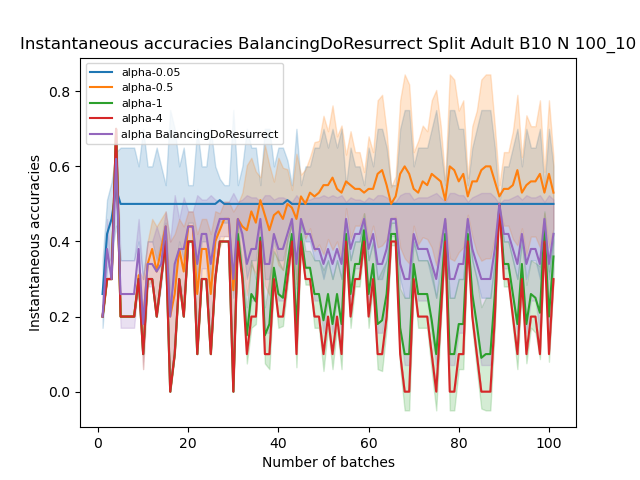 Instantaneous accuracies BalancingDoResurrect Split Adult B10 N 100_10
alpha-0.05
alpha-0.5
alpha-1
alpha-4
alpha BalancingDoResurrect
0.8
0.6
0.4
0.2
0.0
Instantaneous accuracies
0 20 40 60 80 100
Number of batches